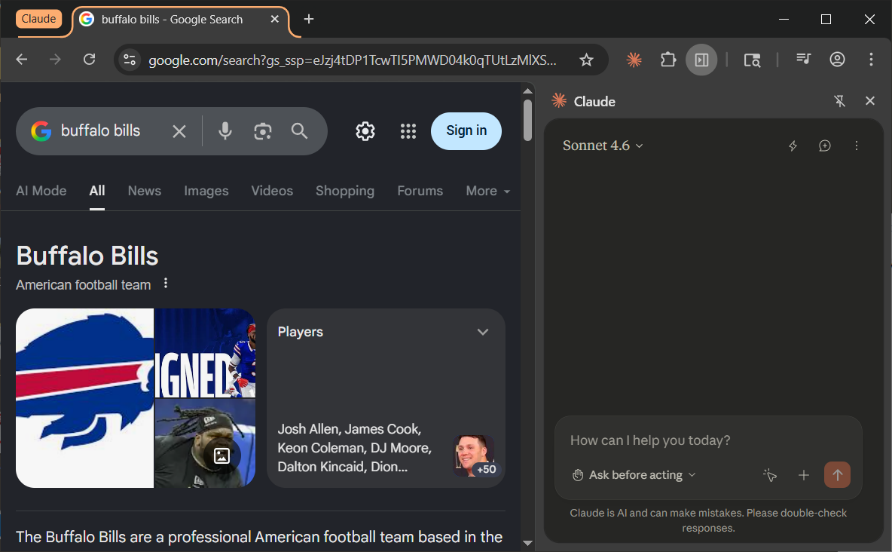 Claude
buffalo bills - Google Search
google.com/search?gs_ssp=eJzj4tDP1TcwTI5PMWD04k0qTUtLzMlXS...
Claude
buffalo bills
Sign in
Sonnet 4.6
AI Mode
All
News
Images
Videos
Shopping
Forums
More
Buffalo Bills
American football team
IGNED
Players
Josh Allen, James Cook,
Keon Coleman, DJ Moore,
Dalton Kincaid, Dion...
+50
How can I help you today?
Ask before acting
Claude is AI and can make mistakes. Please double-check
responses.
The Buffalo Bills are a professional American football team based in the